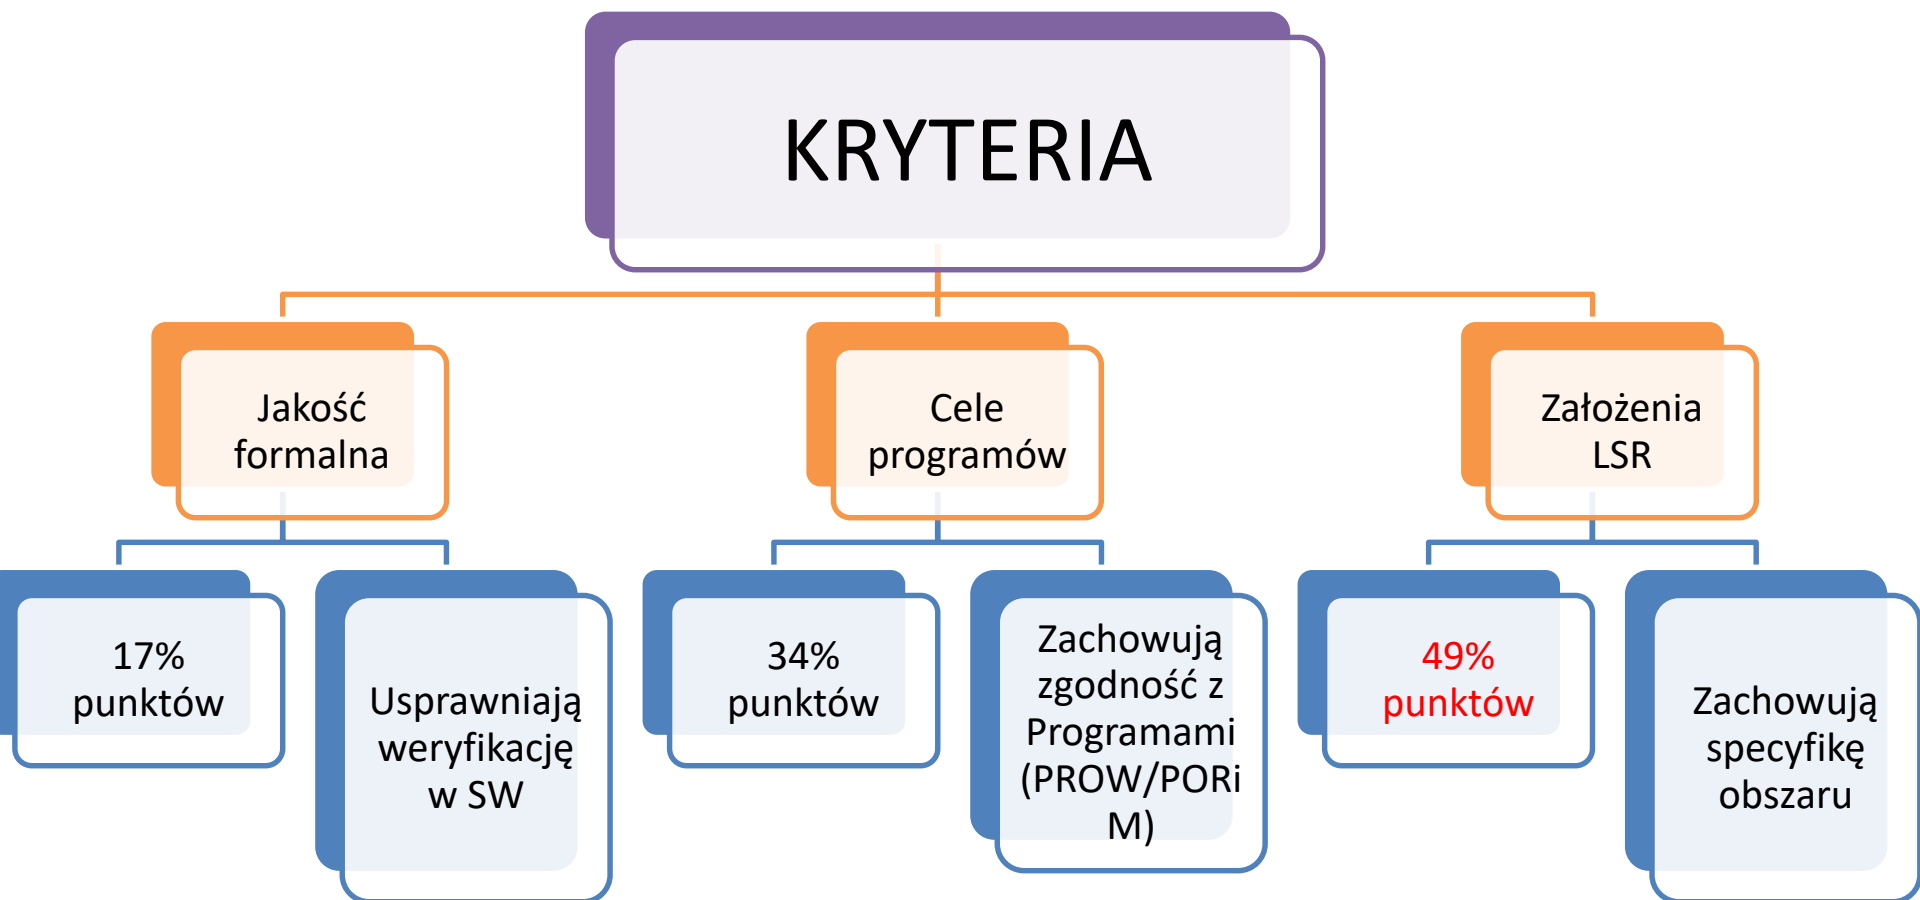 KRYTERIA
Jakość
formalna
Cele
programów
Założenia
LSR
17%
punktów
Usprawniają
weryfikację
w SW
34%
punktów
Zachowują
zgodność z
Programami
(PROW/PORi
M)
49%
punktów
Zachowują
specyfikę
obszaru